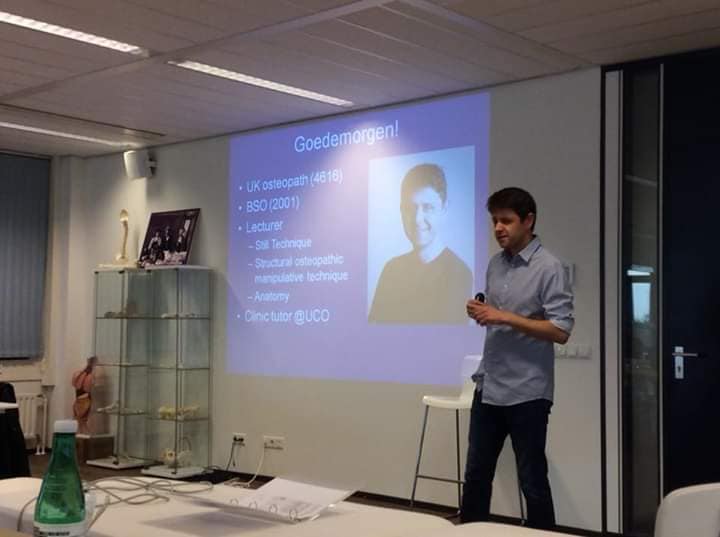 Goedemorgen!
• UK osteopath (4616)
• BSO (2001)
• Lecturer
– Still Technique
– Structural osteopathic
manipulative technique
– Anatomy
• Clinic tutor @UCO